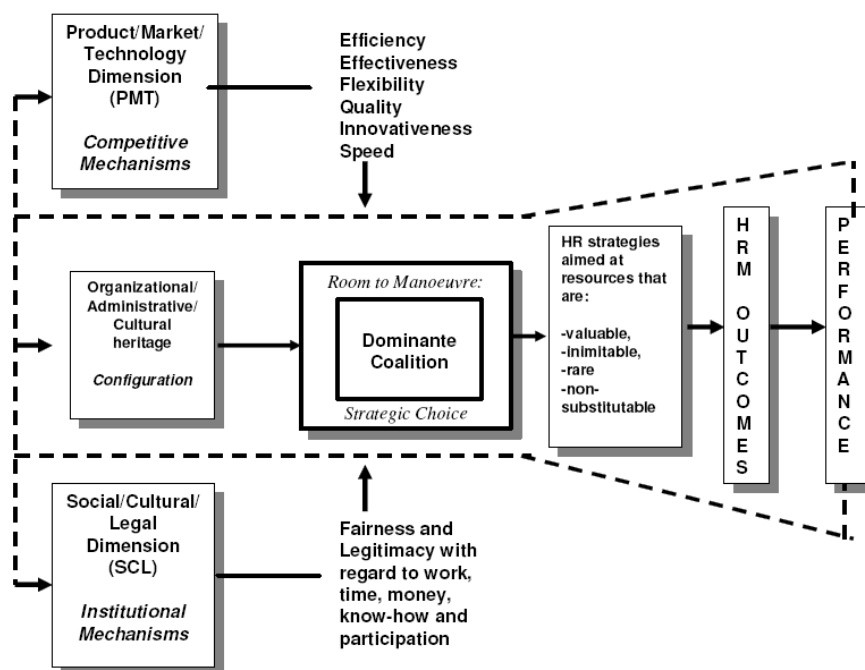 Product/Market/
Technology
Dimension
(PMT)
Competitive
Mechanisms
Efficiency
Effectiveness
Flexibility
Quality
Innovativeness
Speed
Organizational/
Administrative/
Cultural
heritage
Configuration
Room to Manoeuvre:
Dominante
Coalition
Strategic Choice
HR strategies
aimed at
resources that
are:
-valuable,
-inimitable,
-rare
-non-
substitutable
HRM OUTCOMES
PERFORMANCE
Social/Cultural/
Legal
Dimension
(SCL)
Institutional
Mechanisms
Fairness and
Legitimacy with
regard to work,
time, money,
know-how and
participation